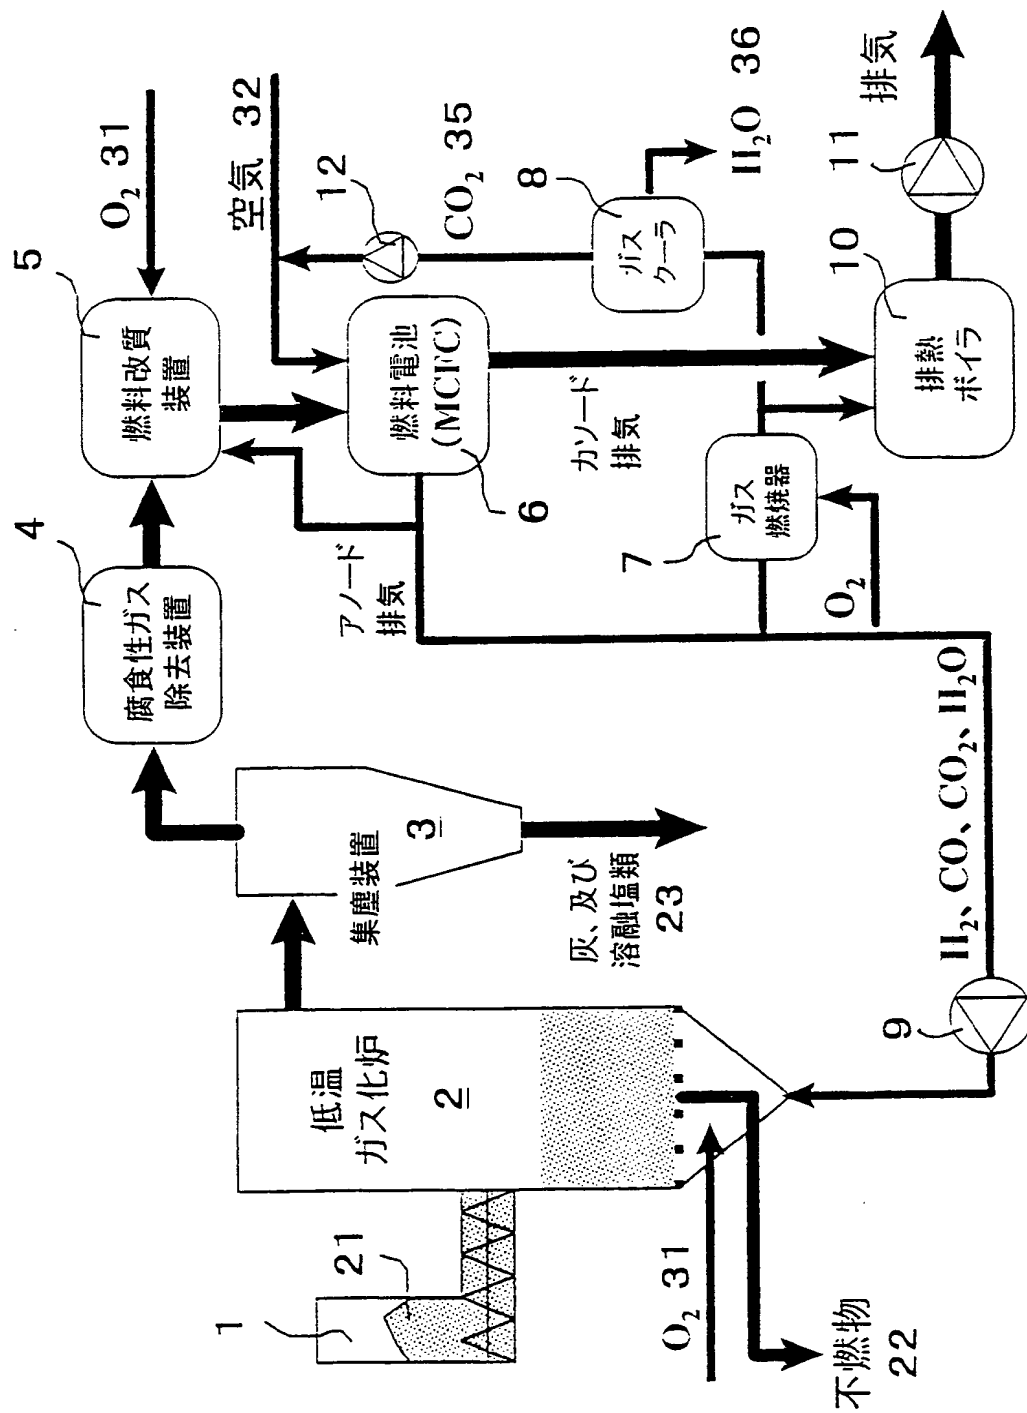 1
21
低温
ガス化炉
2
O₂ 31
不燃物
22
集塵装置
3
灰、及び
溶融塩類
23
4
腐食性ガス
除去装置
5
燃料改質
装置
O₂ 31
空気 32
12
CO₂ 35
燃料電池
(MCFC)
6
アノード
排気
カソード
排気
7
ガス
燃焼器
O₂
8
ガス
クーラ
H₂O 36
10
排熱
ボイラ
11
排気
9
H₂、CO、CO₂、H₂O